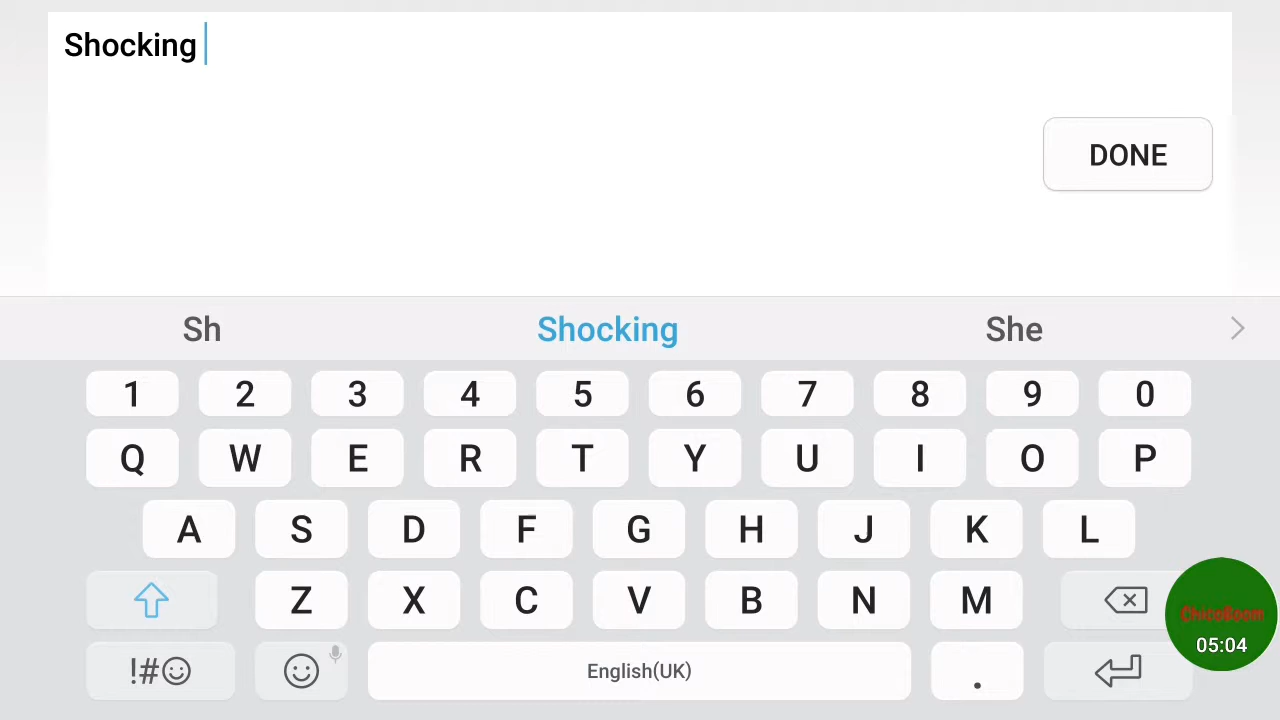 Shocking
DONE
Sh Shocking She
1 2 3 4 5 6 7 8 9 0
Q W E R T Y U I O P
A S D F G H J K L
Z X C V B N M
!#
English(UK)
.
ChicoBoom
05:04